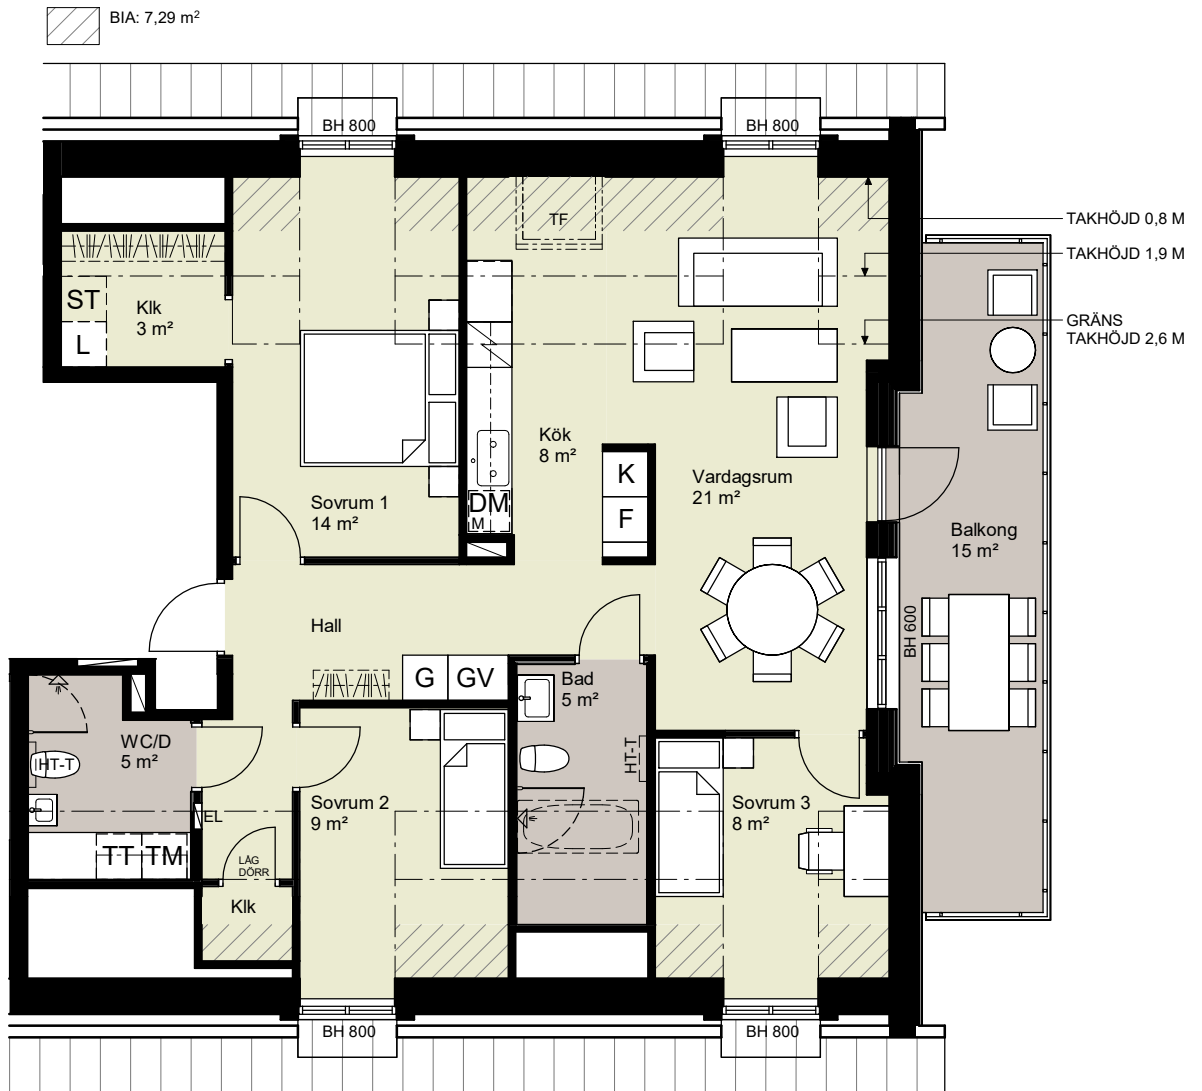 BIA: 7,29 m²
BH 800
BH 800
TF
TAKHÖJD 0,8 M
TAKHÖJD 1,9 M
GRÄNS
TAKHÖJD 2,6 M
ST
L
Klk
3 m²
Kök
8 m²
K
F
Vardagsrum
21 m²
Sovrum 1
14 m²
DM
M
Balkong
15 m²
BH 600
Hall
G
GV
Bad
5 m²
HT-T
WC/D
5 m²
HT-T
EL
TT
TM
LÅG
DÖRR
Klk
Sovrum 2
9 m²
Sovrum 3
8 m²
BH 800
BH 800